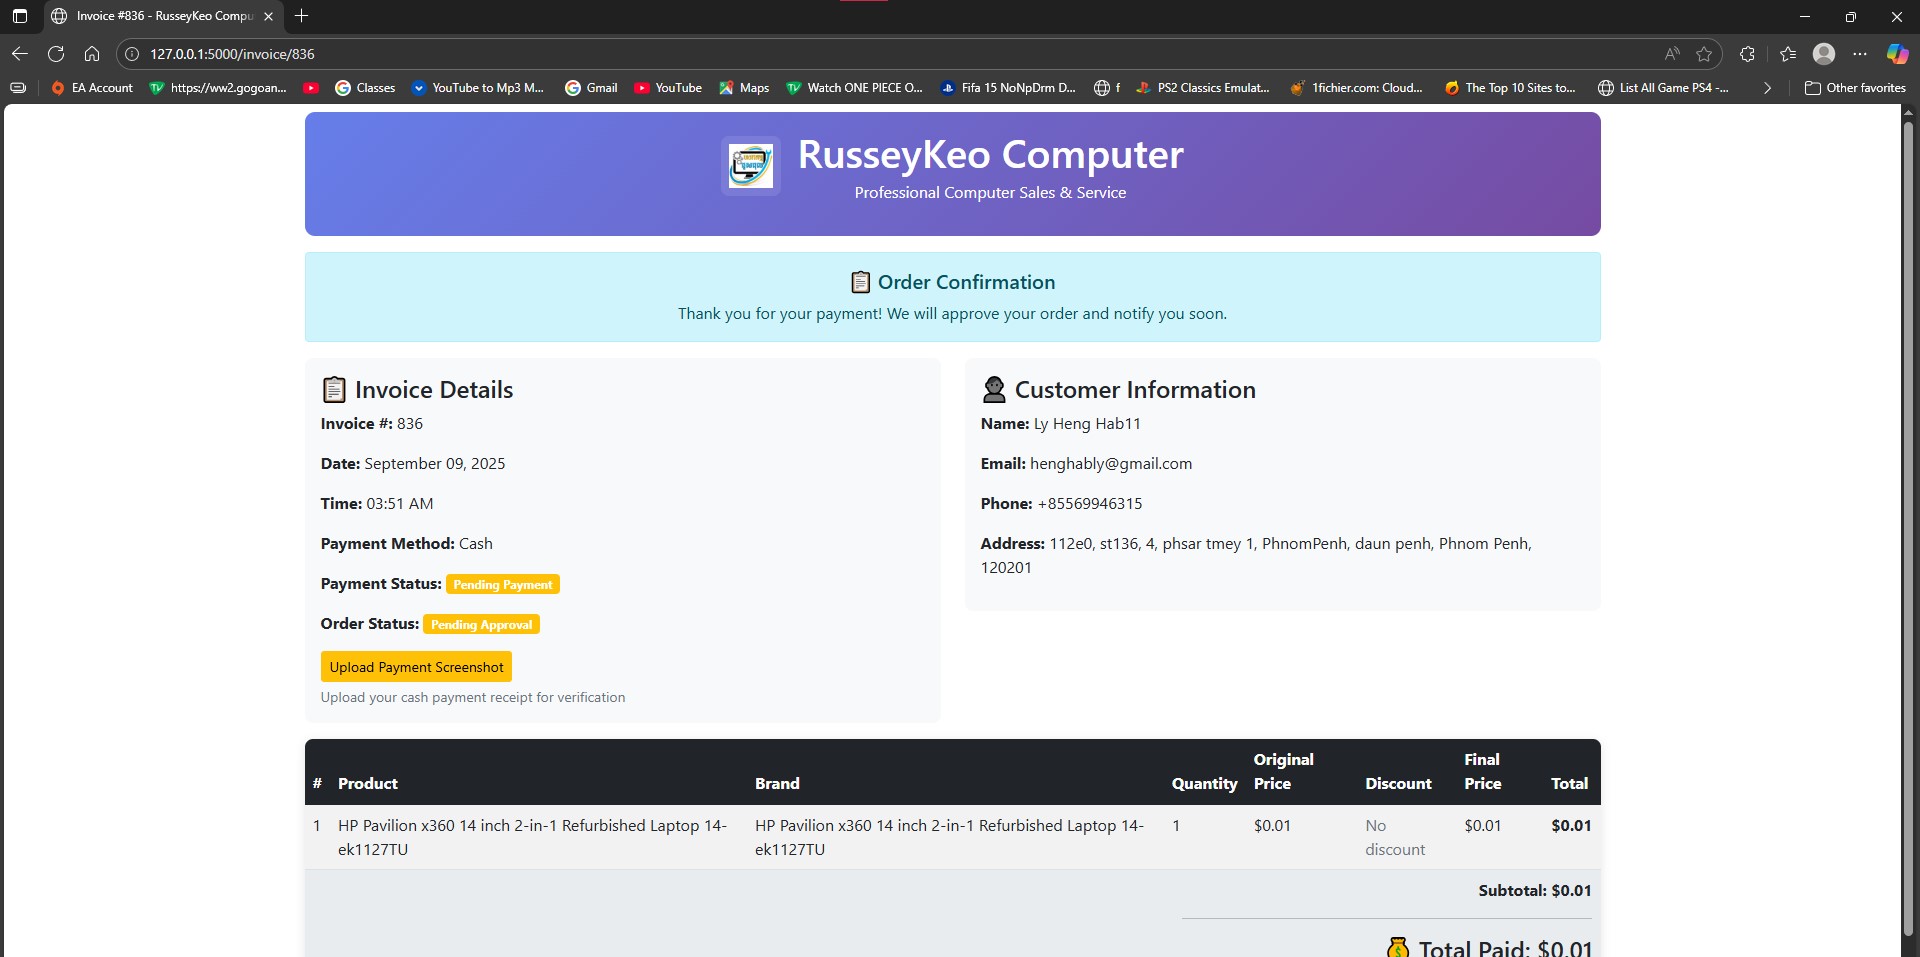 Invoice #836 - RusseyKeo Compu
127.0.0.1:5000/invoice/836
EA Account
https://ww2.gogoan...
Classes
YouTube to Mp3 M...
Gmail
YouTube
Maps
Watch ONE PIECE O...
Fifa 15 NoNpDrm D...
f
PS2 Classics Emulat...
1fichier.com: Cloud...
The Top 10 Sites to...
List All Game PS4 -...
Other favorites
RusseyKeo Computer
Professional Computer Sales & Service
Order Confirmation
Thank you for your payment! We will approve your order and notify you soon.
Invoice Details
Invoice #: 836
Date: September 09, 2025
Time: 03:51 AM
Payment Method: Cash
Payment Status: Pending Payment
Order Status: Pending Approval
Upload Payment Screenshot
Upload your cash payment receipt for verification
Customer Information
Name: Ly Heng Hab11
Email: henghably@gmail.com
Phone: +85569946315
Address: 112e0, st136, 4, phsar tmey 1, PhnomPenh, daun penh, Phnom Penh,
120201
# Product Brand Quantity Original Price Discount Final Price Total
1 HP Pavilion x360 14 inch 2-in-1 Refurbished Laptop 14-
ek1127TU
HP Pavilion x360 14 inch 2-in-1 Refurbished Laptop 14-
ek1127TU
1 $0.01 No discount $0.01 $0.01
Subtotal: $0.01
Total Paid: $0.01